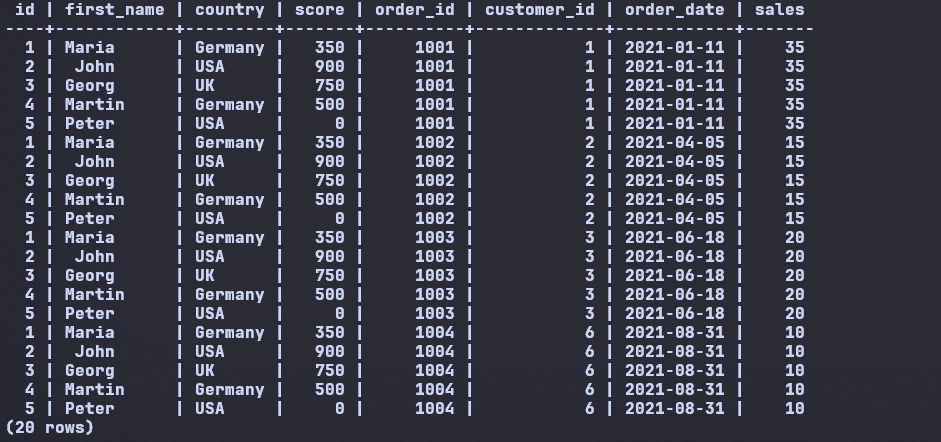 id | first_name | country | score | order_id | customer_id | order_date | sales
----+------------+---------+-------+----------+-------------+------------+-------
  1 | Maria      | Germany |   350 |     1001 |           1 | 2021-01-11 |    35
  2 |  John      | USA     |   900 |     1001 |           1 | 2021-01-11 |    35
  3 | Georg      | UK      |   750 |     1001 |           1 | 2021-01-11 |    35
  4 | Martin     | Germany |   500 |     1001 |           1 | 2021-01-11 |    35
  5 | Peter      | USA     |     0 |     1001 |           1 | 2021-01-11 |    35
  1 | Maria      | Germany |   350 |     1002 |           2 | 2021-04-05 |    15
  2 |  John      | USA     |   900 |     1002 |           2 | 2021-04-05 |    15
  3 | Georg      | UK      |   750 |     1002 |           2 | 2021-04-05 |    15
  4 | Martin     | Germany |   500 |     1002 |           2 | 2021-04-05 |    15
  5 | Peter      | USA     |     0 |     1002 |           2 | 2021-04-05 |    15
  1 | Maria      | Germany |   350 |     1003 |           3 | 2021-06-18 |    20
  2 |  John      | USA     |   900 |     1003 |           3 | 2021-06-18 |    20
  3 | Georg      | UK      |   750 |     1003 |           3 | 2021-06-18 |    20
  4 | Martin     | Germany |   500 |     1003 |           3 | 2021-06-18 |    20
  5 | Peter      | USA     |     0 |     1003 |           3 | 2021-06-18 |    20
  1 | Maria      | Germany |   350 |     1004 |           6 | 2021-08-31 |    10
  2 |  John      | USA     |   900 |     1004 |           6 | 2021-08-31 |    10
  3 | Georg      | UK      |   750 |     1004 |           6 | 2021-08-31 |    10
  4 | Martin     | Germany |   500 |     1004 |           6 | 2021-08-31 |    10
  5 | Peter      | USA     |     0 |     1004 |           6 | 2021-08-31 |    10
(20 rows)